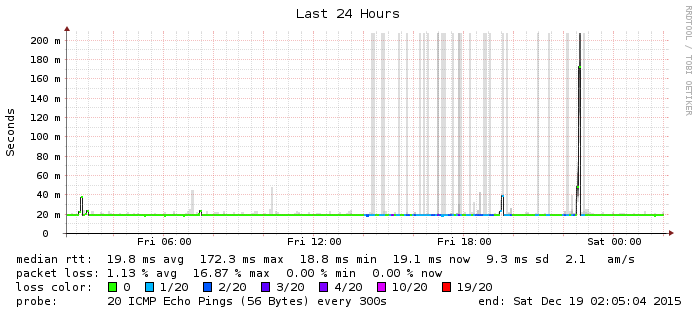 Last 24 Hours
RRDTOOL / TOBI OETIKER
Seconds
200 m
180 m
160 m
140 m
120 m
100 m
80 m
60 m
40 m
20 m
0
Fri 06:00 Fri 12:00 Fri 18:00 Sat 00:00
median rtt: 19.8 ms avg 172.3 ms max 18.8 ms min 19.1 ms now 9.3 ms sd 2.1 am/s
packet loss: 1.13 % avg 16.87 % max 0.00 % min 0.00 % now
loss color: 0 1/20 2/20 3/20 4/20 10/20 19/20
probe: 20 ICMP Echo Pings (56 Bytes) every 300s end: Sat Dec 19 02:05:04 2015